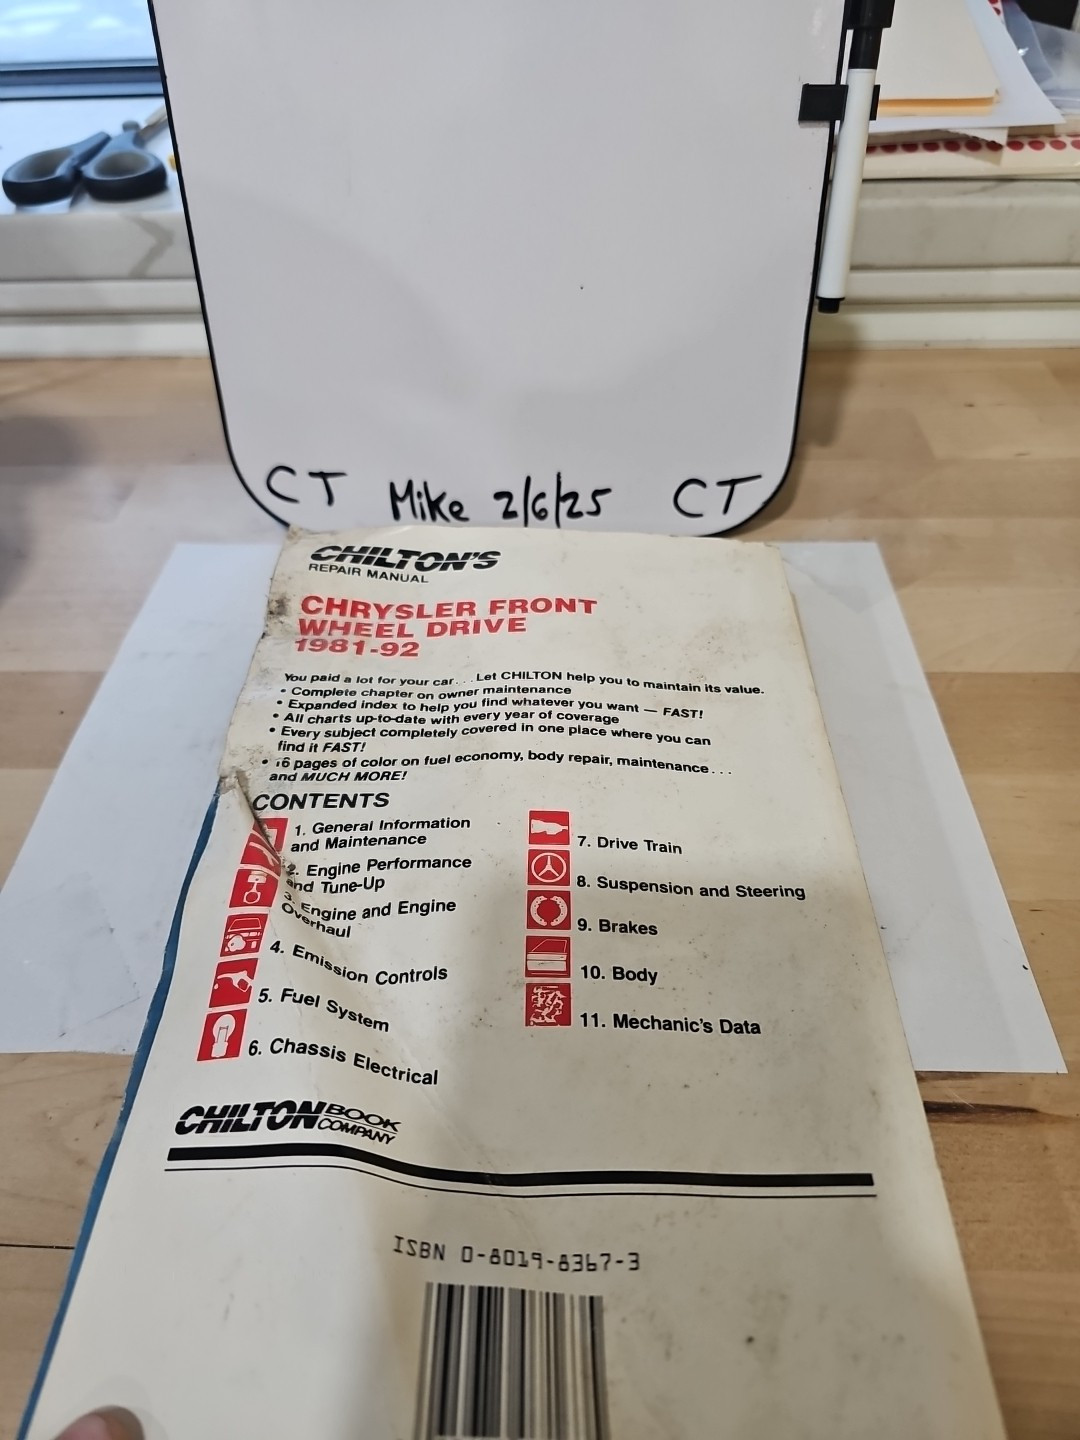 CT Mike 2/6/25 CT
CHILTON'S
REPAIR MANUAL
CHRYSLER FRONT
WHEEL DRIVE
1981-92
You paid a lot for your car... Let CHILTON help you to maintain its value.
• Complete chapter on owner maintenance
• Expanded index to help you find whatever you want — FAST!
• All charts up-to-date with every year of coverage
• Every subject completely covered in one place where you can
find it FAST!
• 16 pages of color on fuel economy, body repair, maintenance...
and MUCH MORE!
CONTENTS
1. General Information
and Maintenance
2. Engine Performance
and Tune-Up
3. Engine and Engine
Overhaul
4. Emission Controls
5. Fuel System
6. Chassis Electrical
7. Drive Train
8. Suspension and Steering
9. Brakes
10. Body
11. Mechanic's Data
CHILTON BOOK
COMPANY
ISBN 0-8019-8367-3